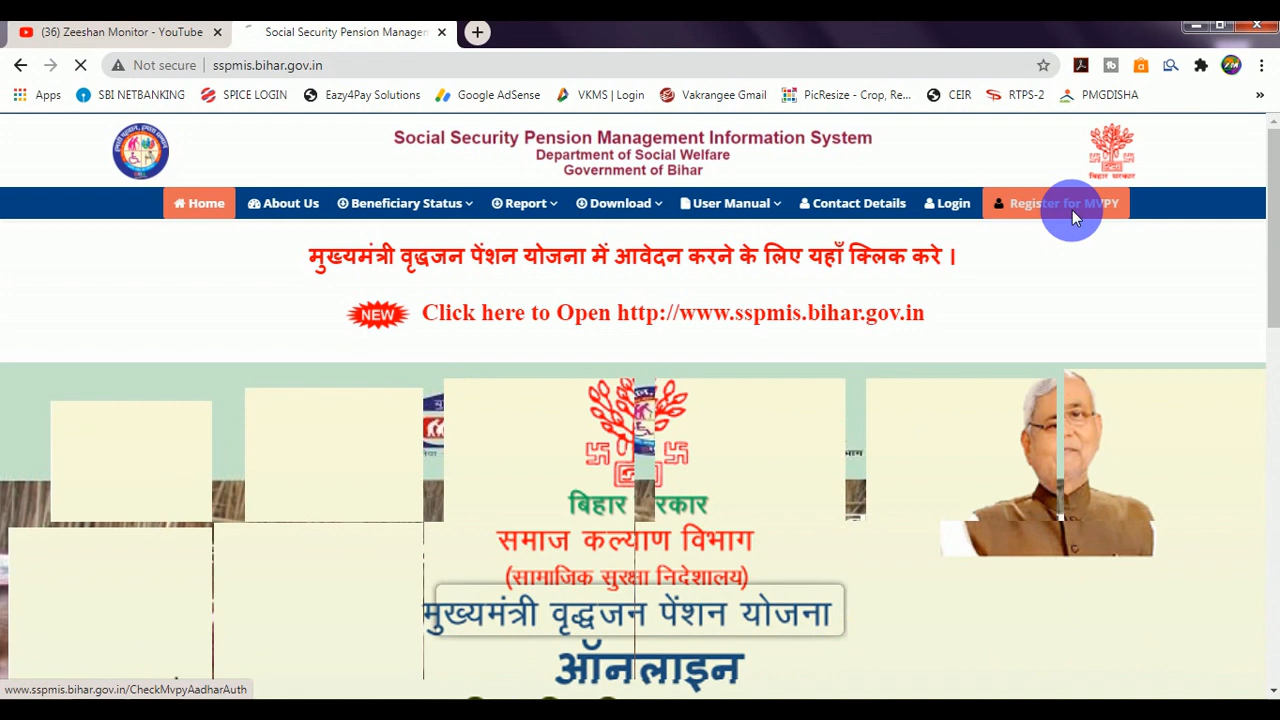 (36) Zeeshan Monitor - YouTube
Social Security Pension Manage
Not secure
sspmis.bihar.gov.in
Apps
SBI NETBANKING
SPICE LOGIN
Eazy4Pay Solutions
Google AdSense
VKMS | Login
Vakrangee Gmail
PicResize - Crop, Re...
CEIR
RTPS-2
PMGDISHA
»
Social Security Pension Management Information System
Department of Social Welfare
Government of Bihar
बिहार सरकार
Home
About Us
Beneficiary Status
Report
Download
User Manual
Contact Details
Login
Register for MVPY
मुख्यमंत्री वृद्धजन पेंशन योजना में आवेदन करने के लिए यहाँ क्लिक करे ।
NEW Click here to Open http://www.sspmis.bihar.gov.in
बिहार सरकार
समाज कल्याण विभाग
(सामाजिक सुरक्षा निदेशालय)
मुख्यमंत्री वृद्धजन पेंशन योजना
ऑनलाइन
www.sspmis.bihar.gov.in/CheckMvpyAadharAuth